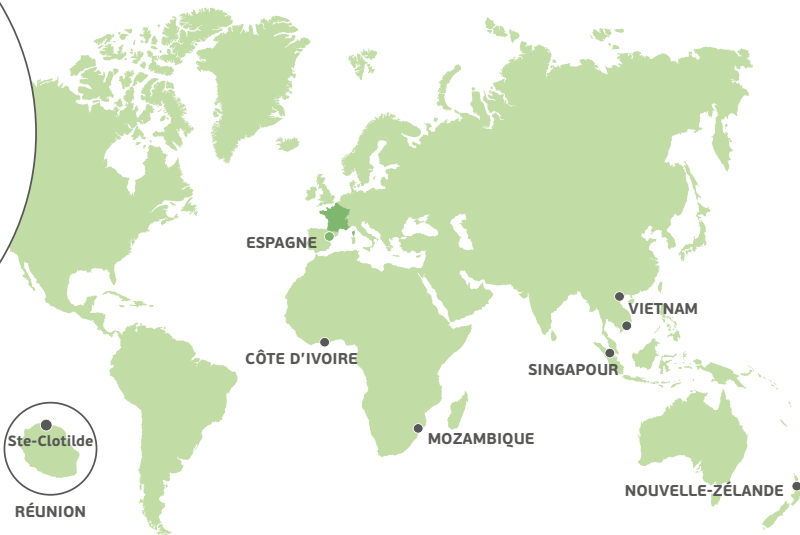 ESPAGNE
VIETNAM
CÔTE D'IVOIRE
SINGAPOUR
MOZAMBIQUE
Ste-Clotilde
NOUVELLE-ZÉLANDE
RÉUNION